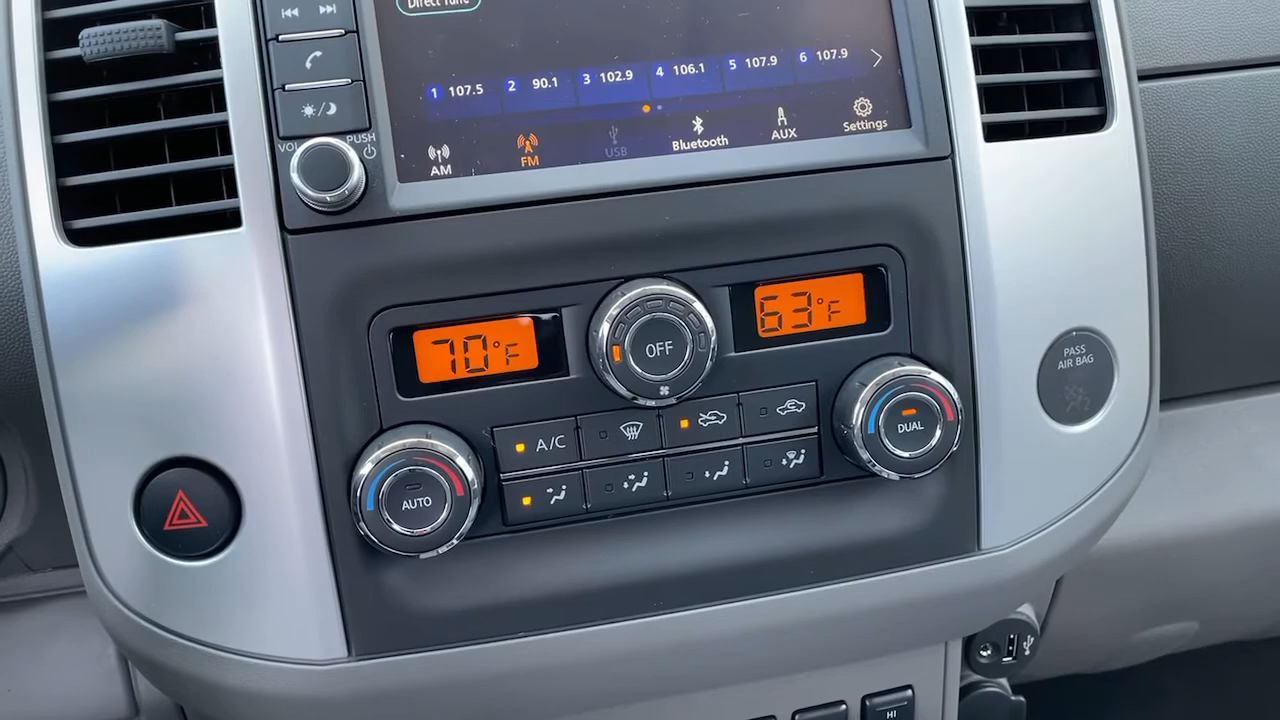 Direct Tune
1 107.5 2 90.1 3 102.9 4 106.1 5 107.9 6 107.9
AM FM USB Bluetooth AUX Settings
VOL PUSH
70°F OFF 63°F
PASS
AIR BAG
A/C
AUTO DUAL
HI